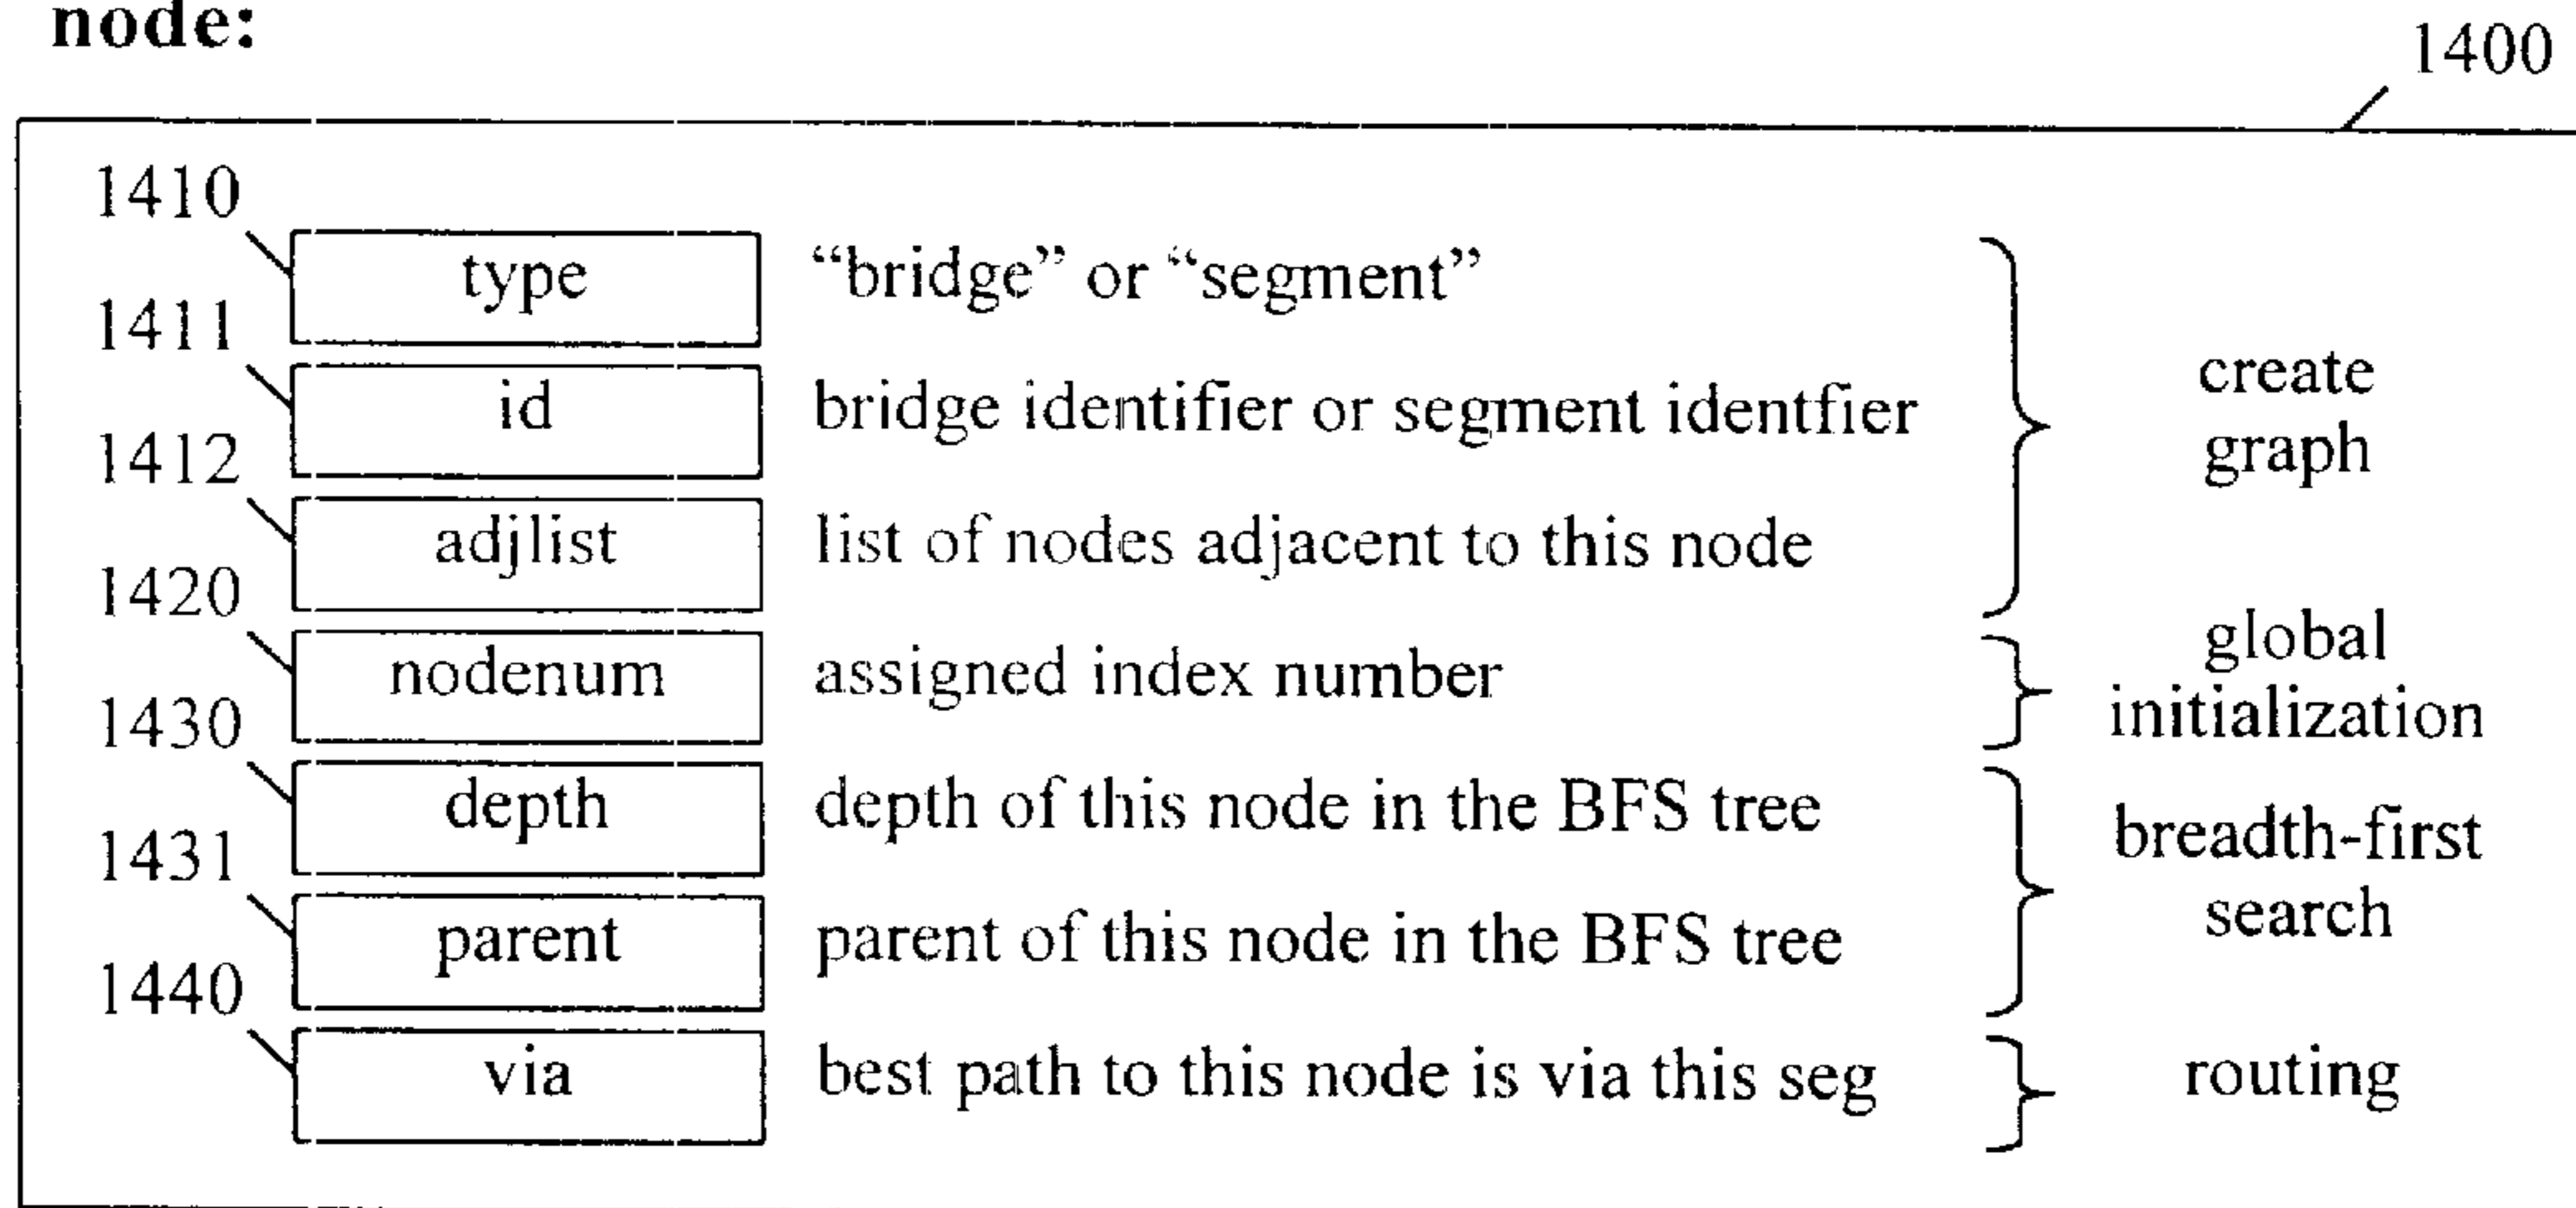 node:
1400
1410
type "bridge" or "segment"
1411
id bridge identifier or segment identfier
create
graph
1412
adjlist list of nodes adjacent to this node
1420
nodenum assigned index number
global
initialization
1430
depth depth of this node in the BFS tree
breadth-first
search
1431
parent parent of this node in the BFS tree
1440
via best path to this node is via this seg
routing